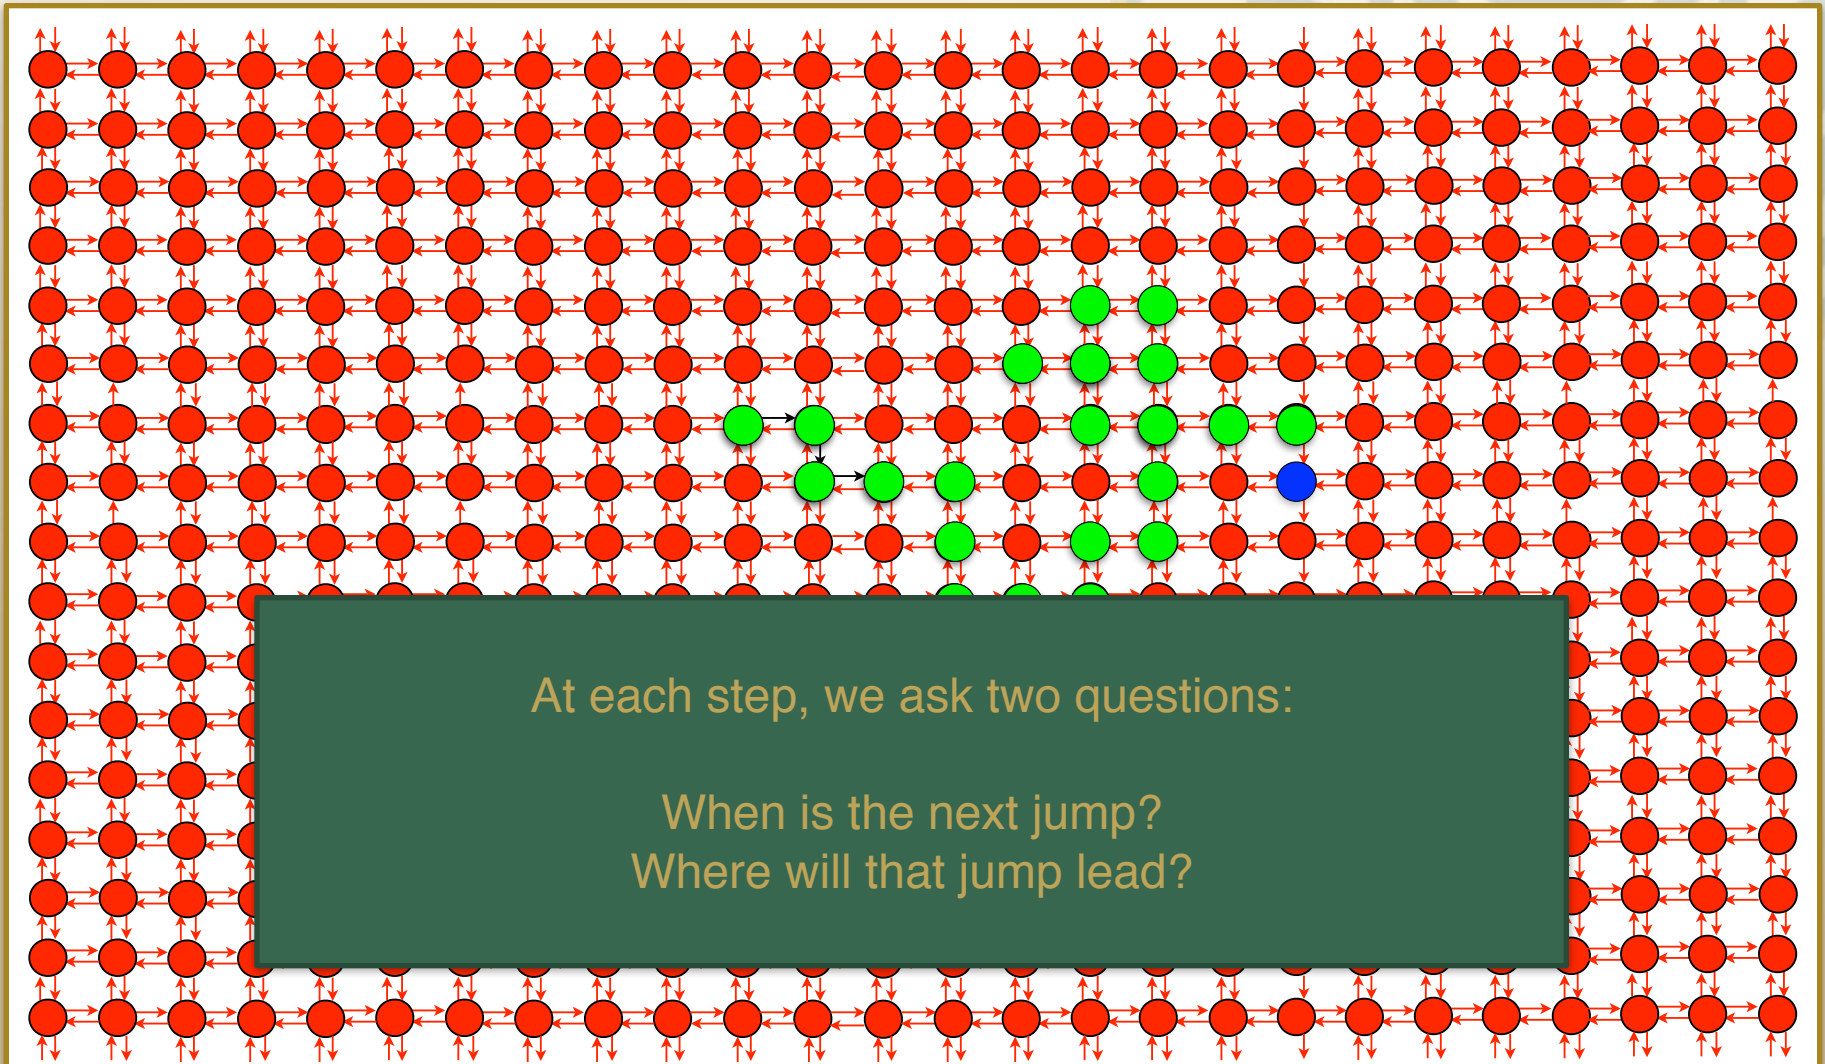 At each step, we ask two questions:
When is the next jump?
Where will that jump lead?